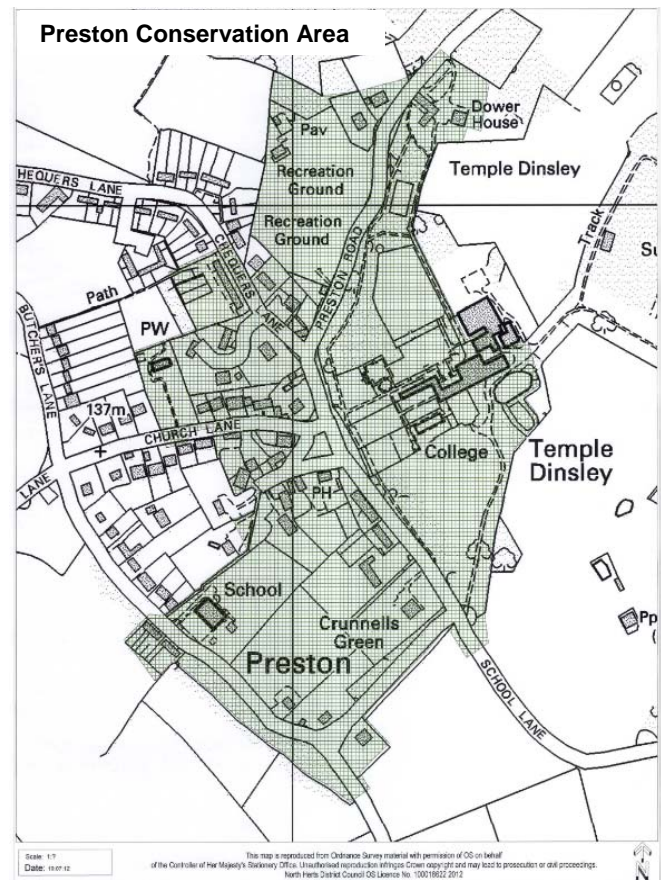 Preston Conservation Area
Dower
House
Pav
Temple Dinsley
Recreation
Ground
HEQUERS LANE
Recreation
Ground
CHEQUERS LANE
PRESTON ROAD
Track
Su
Path
BUTCHER'S LANE
PW
137m
CHURCH LANE
LANE
College
Temple
Dinsley
PH
School
Crunnells
Green
Pp
Preston
SCHOOL LANE
Scale: 1:?
Date: 19.07.12
This map is reproduced from Ordnance Survey material with permission of OS on behalf
of the Controller of Her Majesty's Stationery Office. Unauthorised reproduction infringes Crown copyright and may lead to prosecution or civil proceedings.
North Herts District Council OS Licence No. 100018622 2012
N